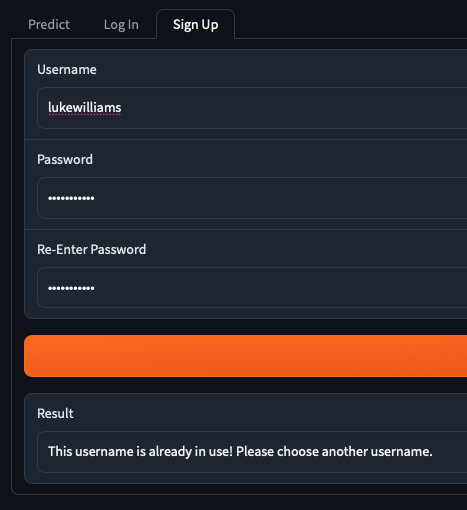 Predict Log In Sign Up
Username
lukewilliams
Password
•••••••••••
Re-Enter Password
•••••••••••
Result
This username is already in use! Please choose another username.